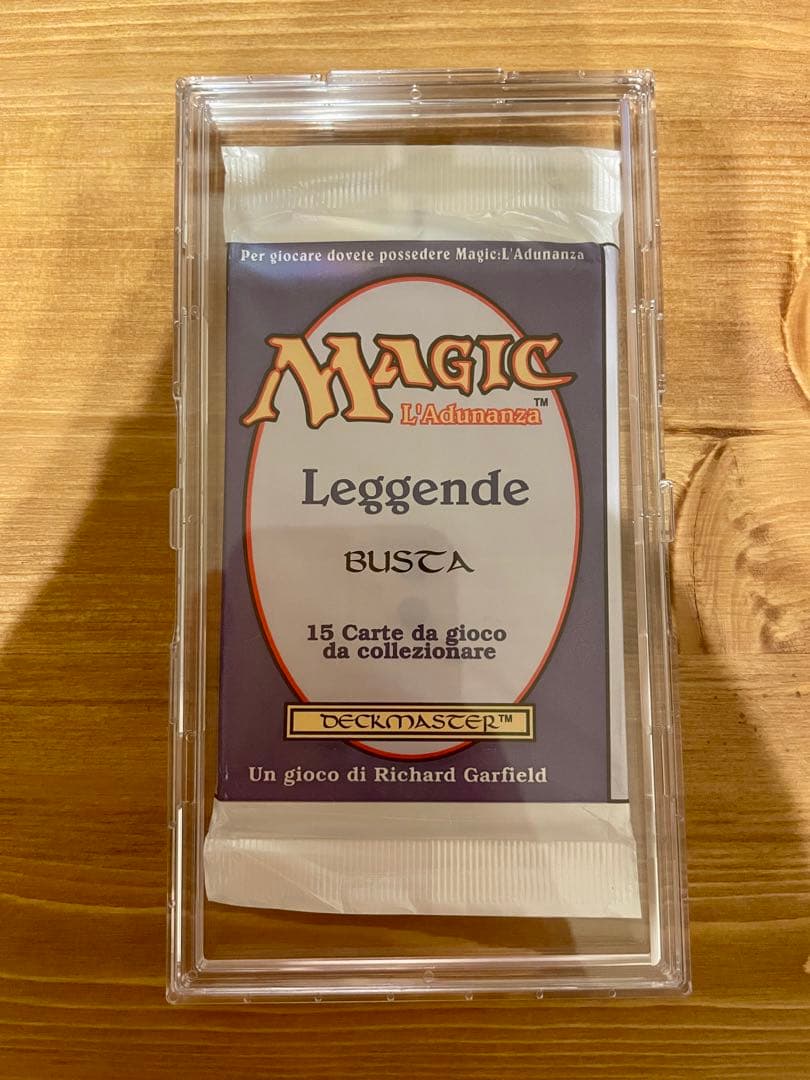 Per giocare dovete possedere Magic:L'Adunanza
MAGIC
L'Adunanza™
Leggende
BUSTA
15 Carte da gioco
da collezionare
DECKMASTER™
Un gioco di Richard Garfield